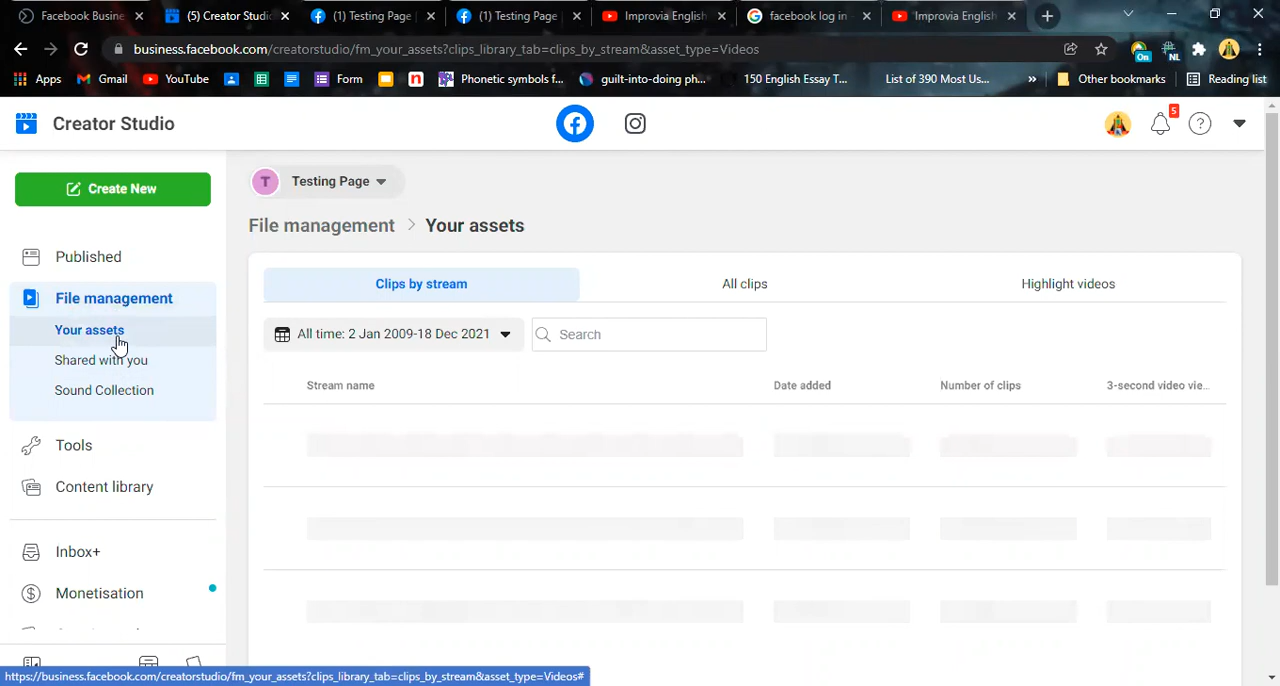 Facebook Busine
(5) Creator Studi
(1) Testing Page
(1) Testing Page
Improvia English
facebook log in -
Improvia English
business.facebook.com/creatorstudio/fm_your_assets?clips_library_tab=clips_by_stream&asset_type=Videos
On
NL
Apps
Gmail
YouTube
Form
Phonetic symbols f...
guilt-into-doing ph...
150 English Essay T...
List of 390 Most Us...
»
Other bookmarks
Reading list
Creator Studio
5
Create New
T
Testing Page
File management > Your assets
Published
File management
Your assets
Shared with you
Sound Collection
Tools
Content library
Inbox+
Monetisation
Clips by stream
All clips
Highlight videos
All time: 2 Jan 2009-18 Dec 2021
Search
Stream name
Date added
Number of clips
3-second video vie...
https://business.facebook.com/creatorstudio/fm_your_assets?clips_library_tab=clips_by_stream&asset_type=Videos#